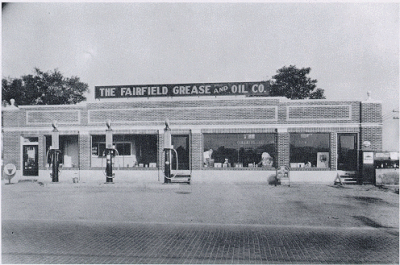 THE FAIRFIELD GREASE AND OIL CO.